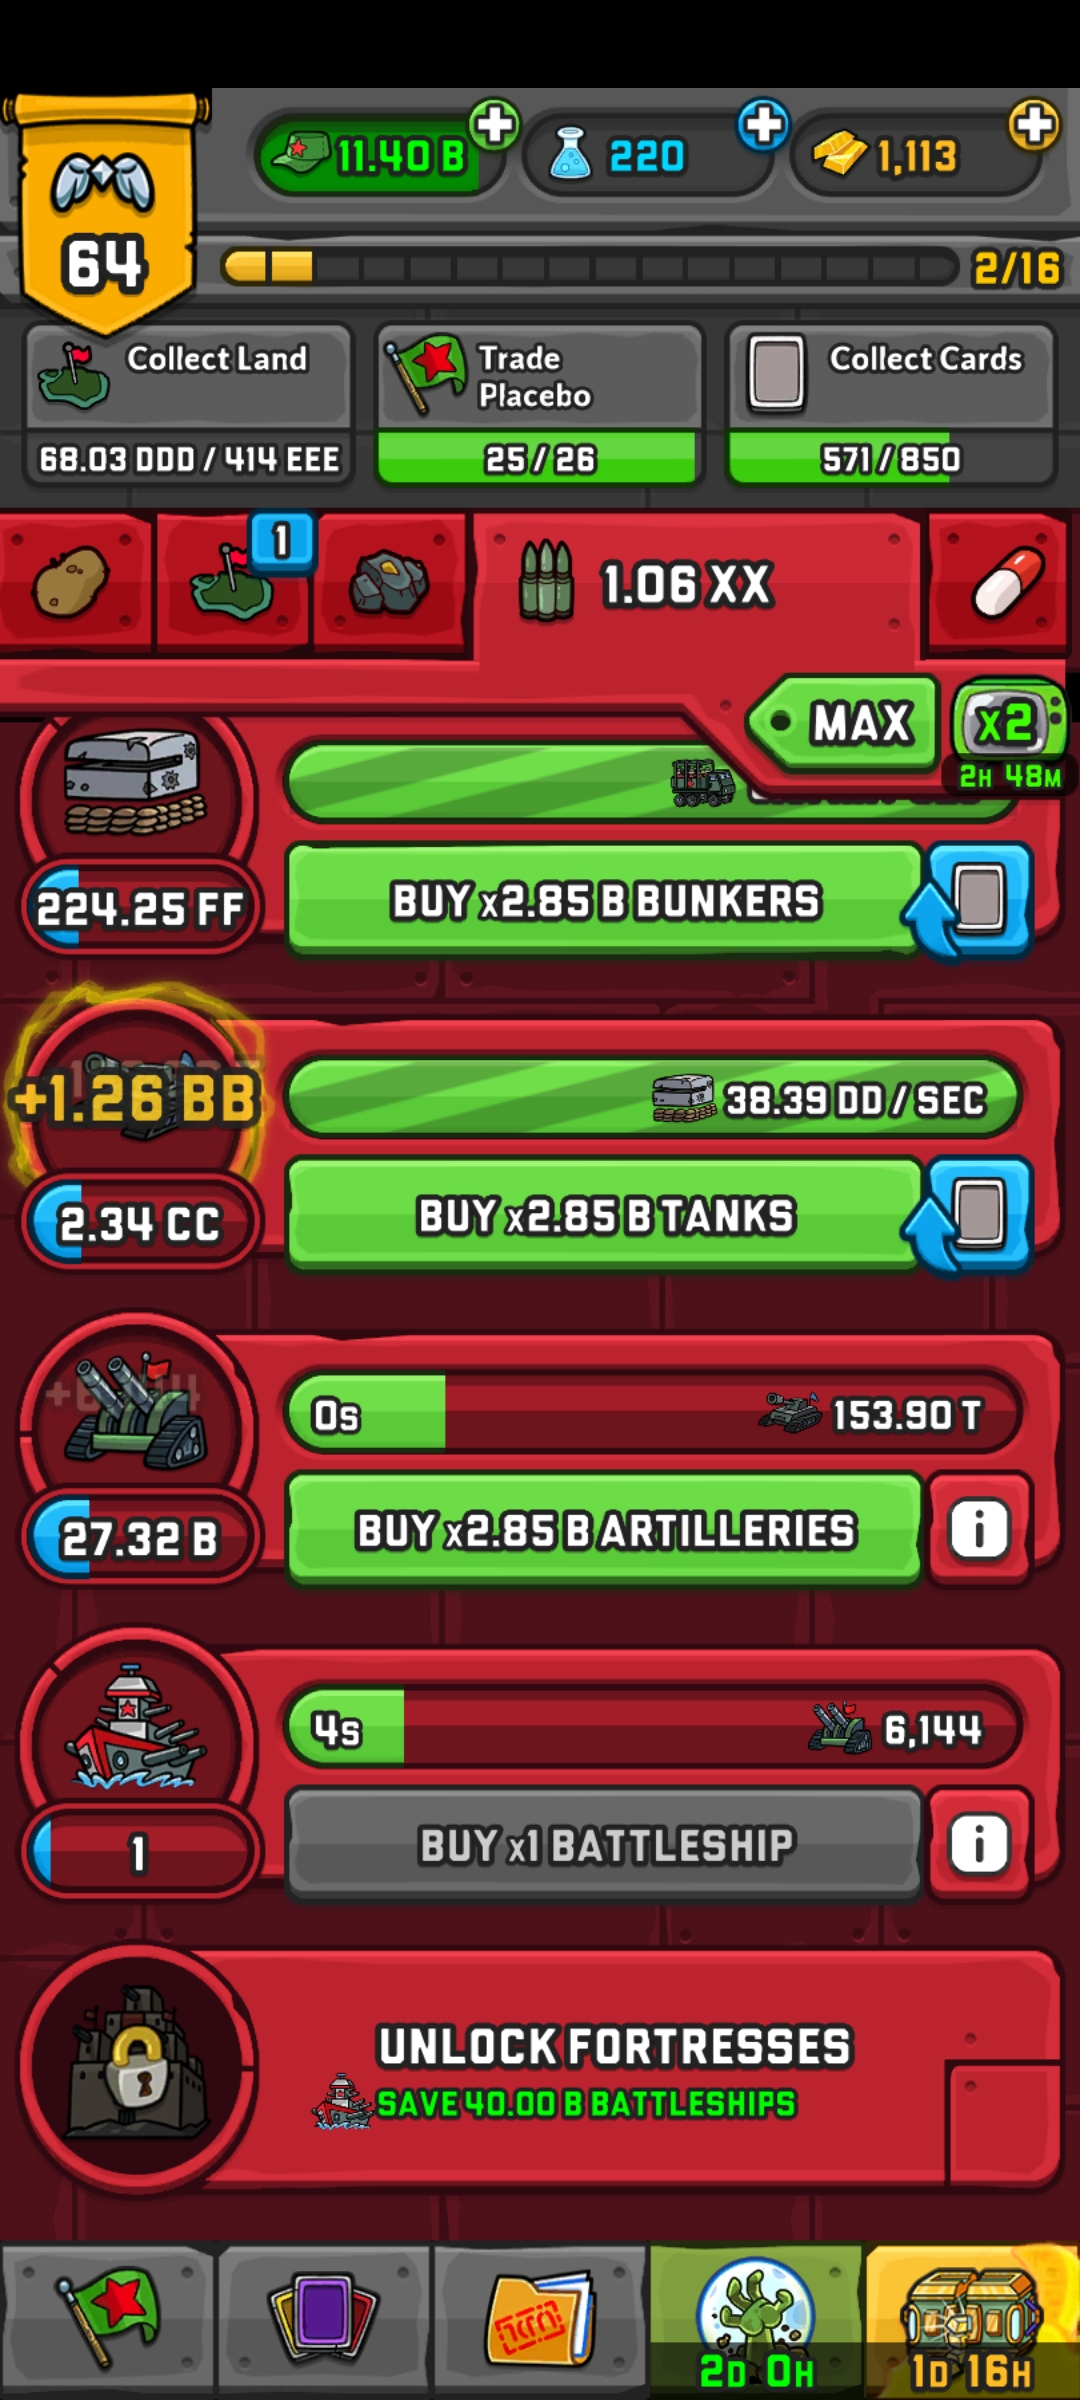 11.40 B
220
1,113
64
2/16
Collect Land
68.03 DDD / 414 EEE
Trade
Placebo
25 / 26
Collect Cards
571 / 850
1
1.06 XX
MAX
x2
2H 48M
224.25 FF
BUY x2.85 B BUNKERS
+1.26 BB
38.39 DD / SEC
2.34 CC
BUY x2.85 B TANKS
0s
153.90 T
27.32 B
BUY x2.85 B ARTILLERIES
4s
6,144
1
BUY x1 BATTLESHIP
UNLOCK FORTRESSES
SAVE 40.00 B BATTLESHIPS
2D 0H
1D 16H